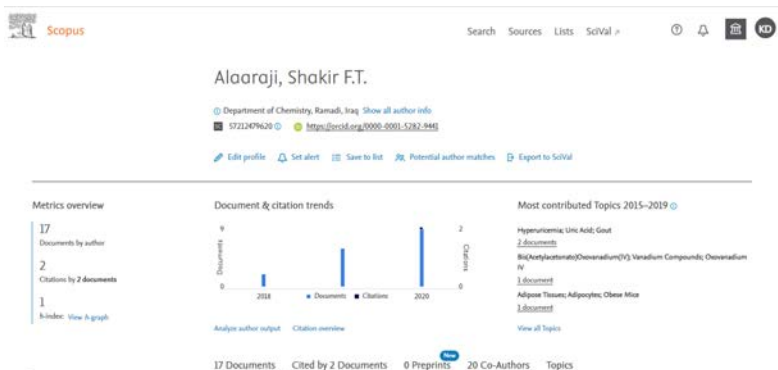 Scopus
Search Sources Lists SciVal ↗
KD
Alaaraji, Shakir F.T.
Department of Chemistry, Ramadi, Iraq Show all author info
SC 57212479620 https://orcid.org/0000-0001-5282-9441
Edit profile Set alert Save to list Potential author matches Export to SciVal
Metrics overview
17
Documents by author
2
Citations by 2 documents
1
h-index: View h-graph
Document & citation trends
9
Documents
0
2
Citations
0
2018
2020
Documents Citations
Analyze author output Citation overview
Most contributed Topics 2015–2019
Hyperuricemia; Uric Acid; Gout
2 documents
Bis(Acetylacetonato)Oxovanadium(IV); Vanadium Compounds; Oxovanadium
IV
1 document
Adipose Tissues; Adipocytes; Obese Mice
1 document
View all Topics
New
17 Documents Cited by 2 Documents 0 Preprints 20 Co-Authors Topics